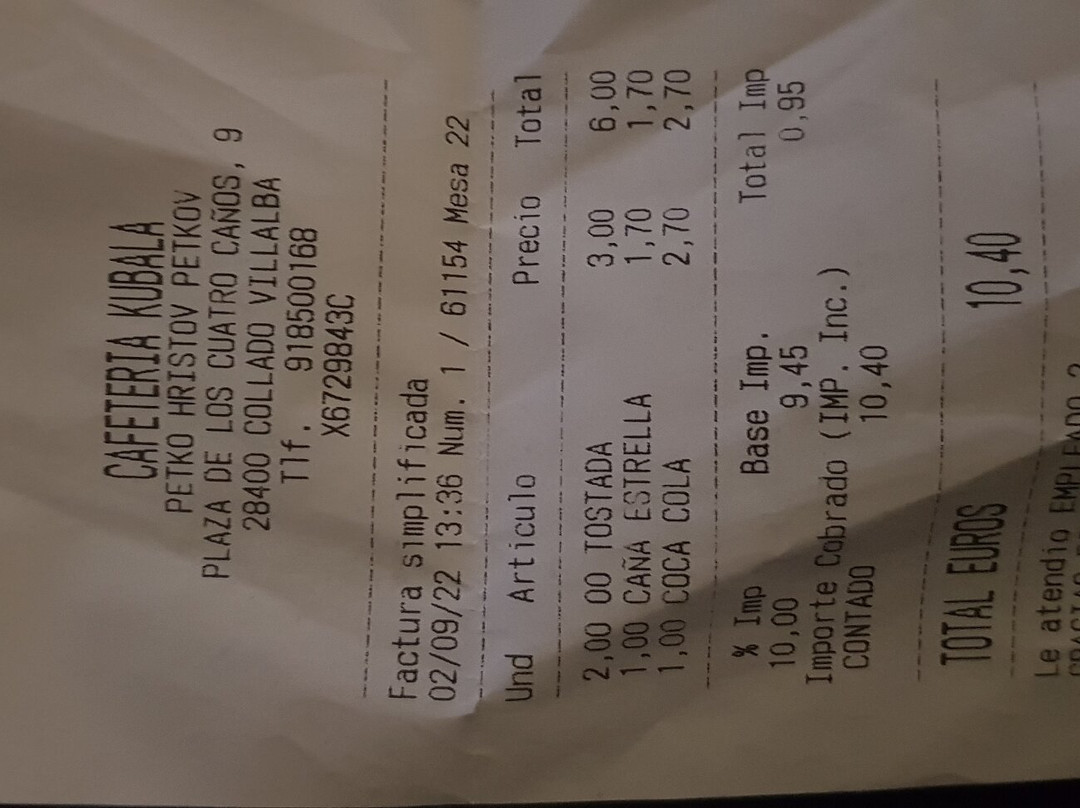 CAFETERIA KUBALA
PETKO HRISTOV PETKOV
PLAZA DE LOS CUATRO CAÑOS, 9
28400 COLLADO VILLALBA
Tlf. 918500168
X6729843C
Factura simplificada
02/09/22 13:36 Num. 1 / 61154 Mesa 22
Und Artículo Precio Total
2,00 00 TOSTADA 3,00 6,00
1,00 CAÑA ESTRELLA 1,70 1,70
1,00 COCA COLA 2,70 2,70
% Imp Base Imp. Total Imp
10,00 9,45 0,95
Importe Cobrado (IMP. Inc.)
CONTADO 10,40
TOTAL EUROS 10,40
Le atendio EMPLEADO 2